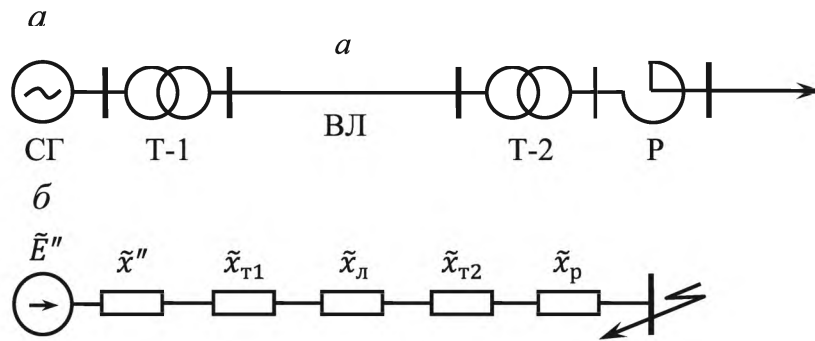 а
а
ВЛ
СГ Т-1 Т-2 Р
б
Ẽ″ x̃″ x̃т1 x̃л x̃т2 x̃р